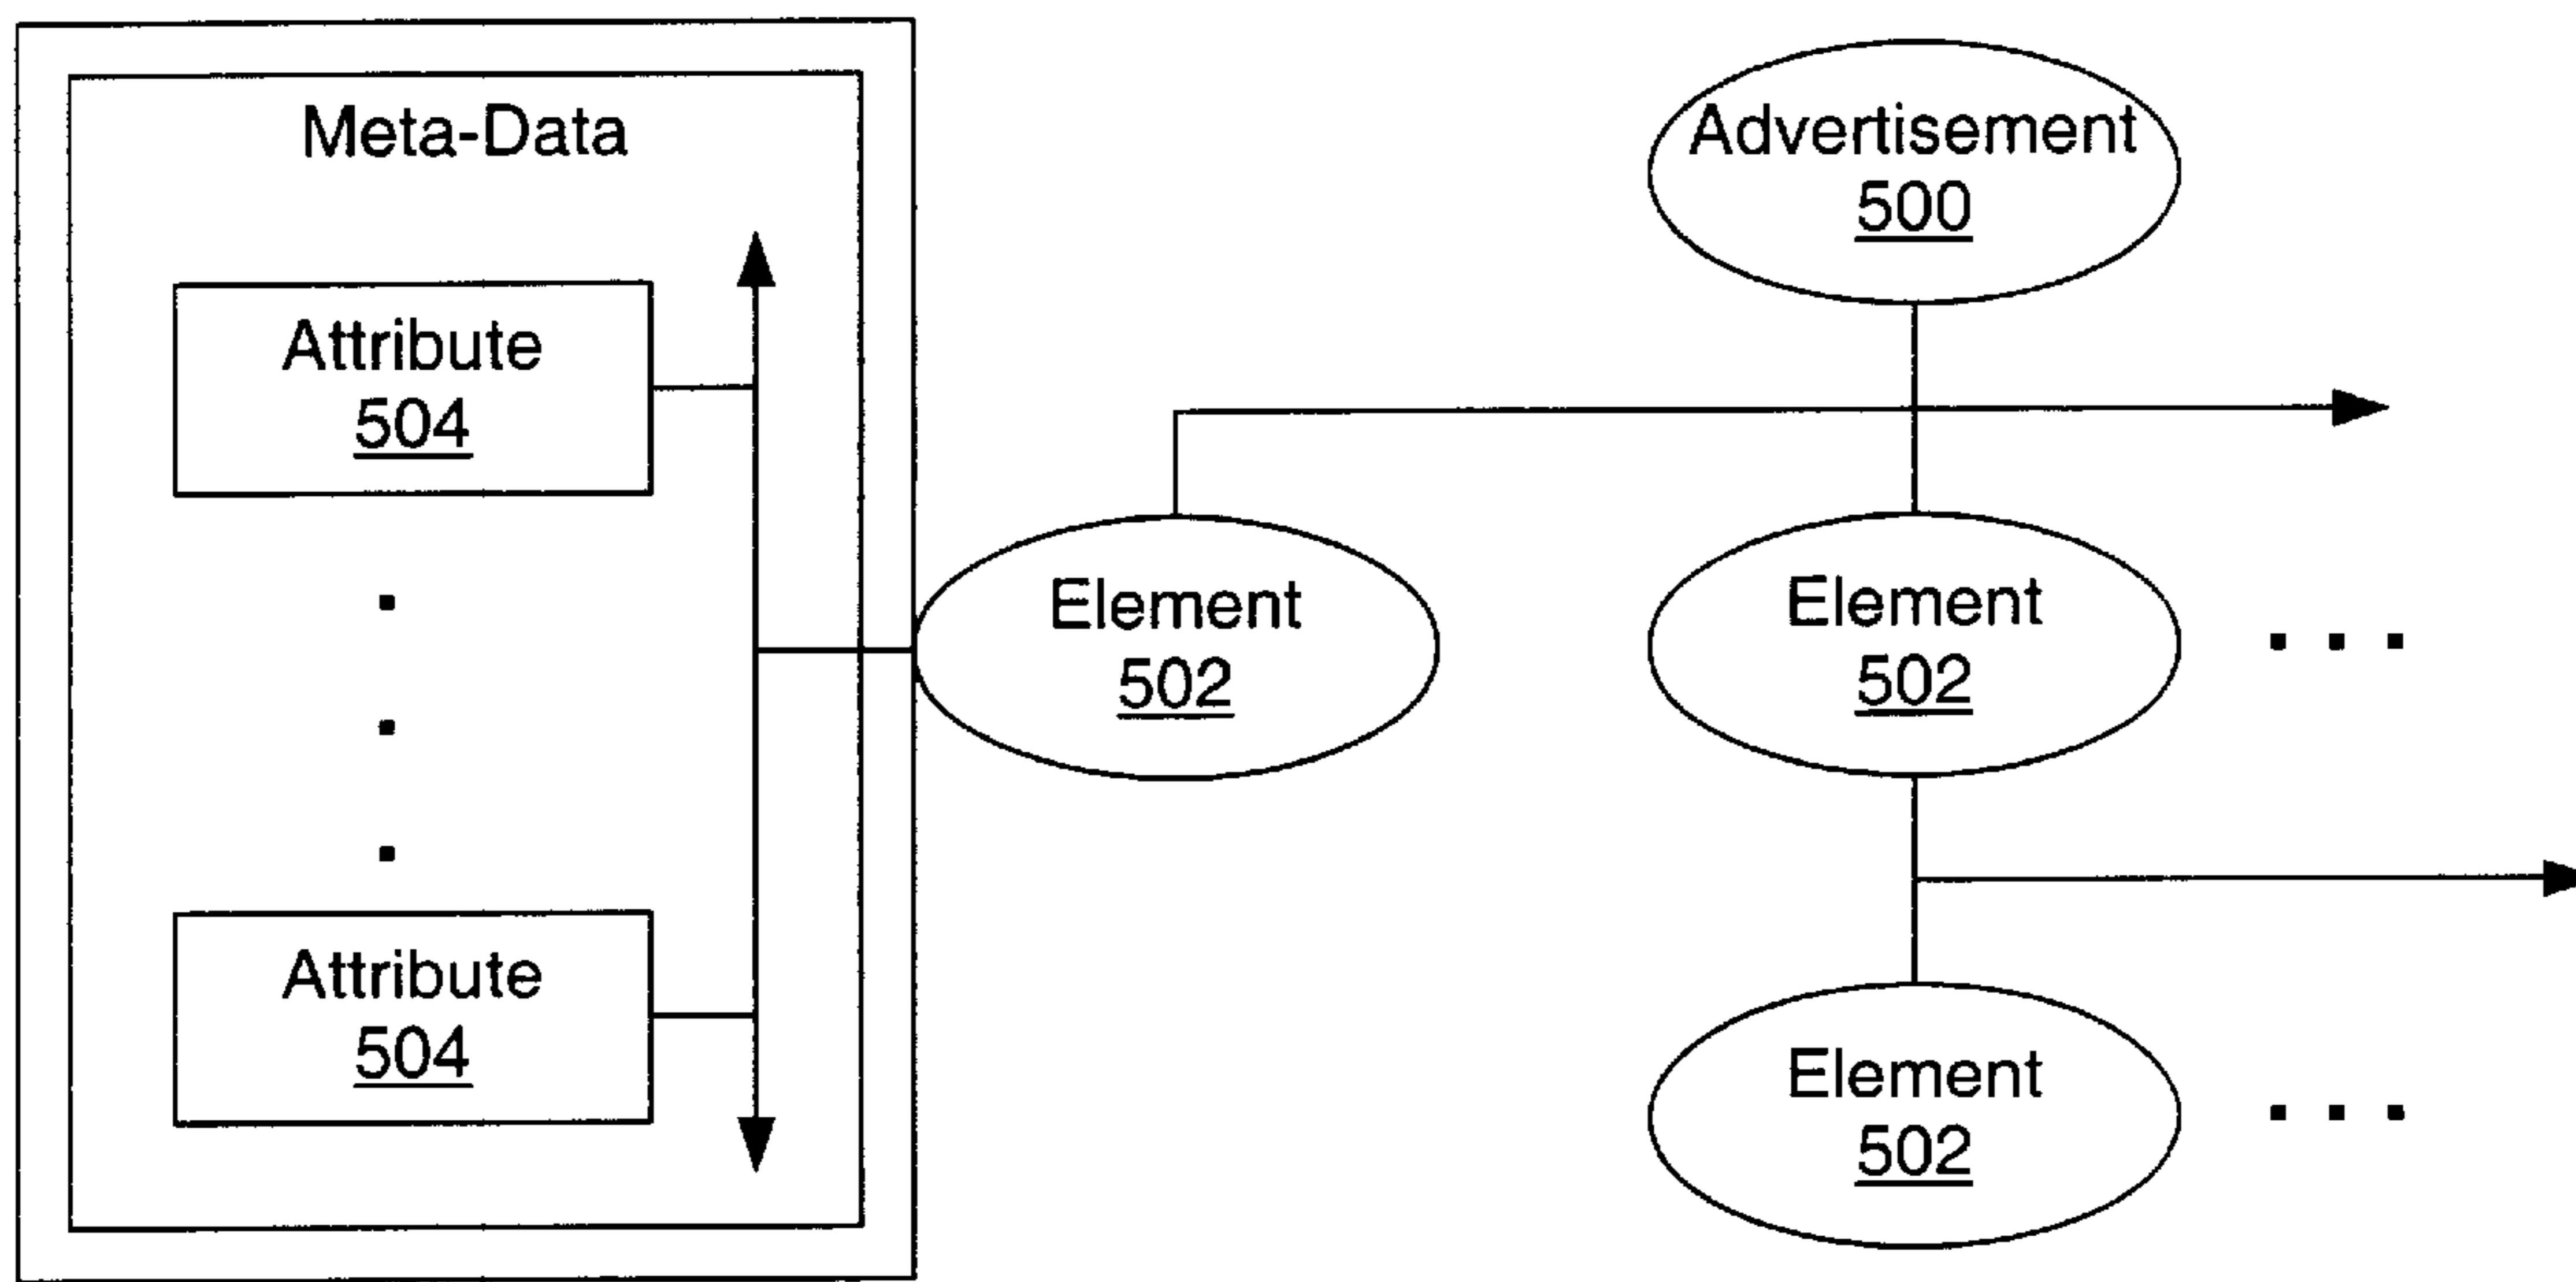 Meta-Data
Attribute
504
Attribute
504
Advertisement
500
Element
502
Element
502
Element
502